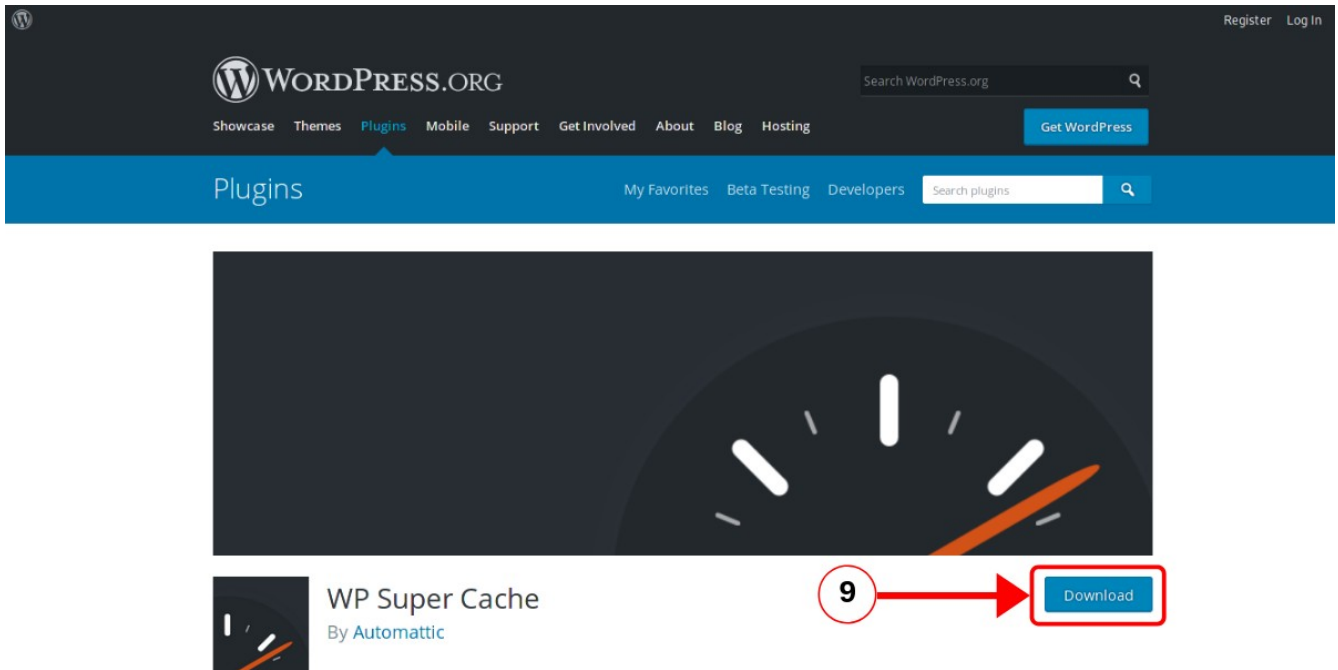 Register Log In
WORDPRESS.ORG
Search WordPress.org
Showcase Themes Plugins Mobile Support Get Involved About Blog Hosting
Get WordPress
Plugins
My Favorites Beta Testing Developers
Search plugins
WP Super Cache
By Automattic
9
Download